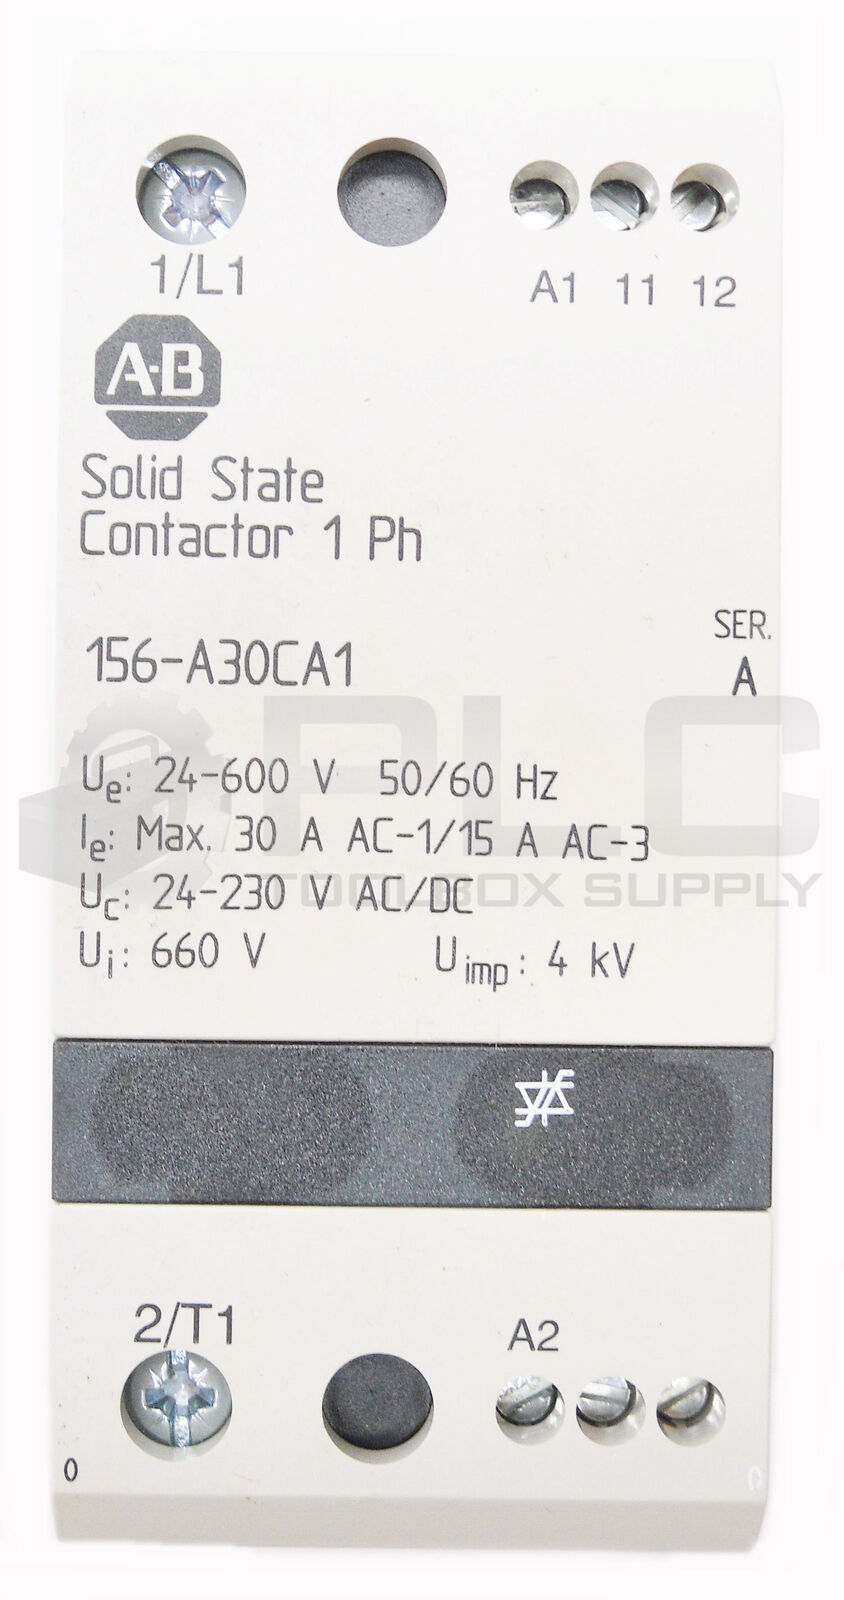 1/L1
A1 11 12
A-B
Solid State
Contactor 1 Ph
SER.
156-A30CA1
A
PLC
Ue: 24-600 V 50/60 Hz
Ie: Max. 30 A AC-1/15 A AC-3
TOOLBOX SUPPLY
Uc: 24-230 V AC/DC
Ui: 660 V Uimp: 4 kV
2/T1
A2
0
0